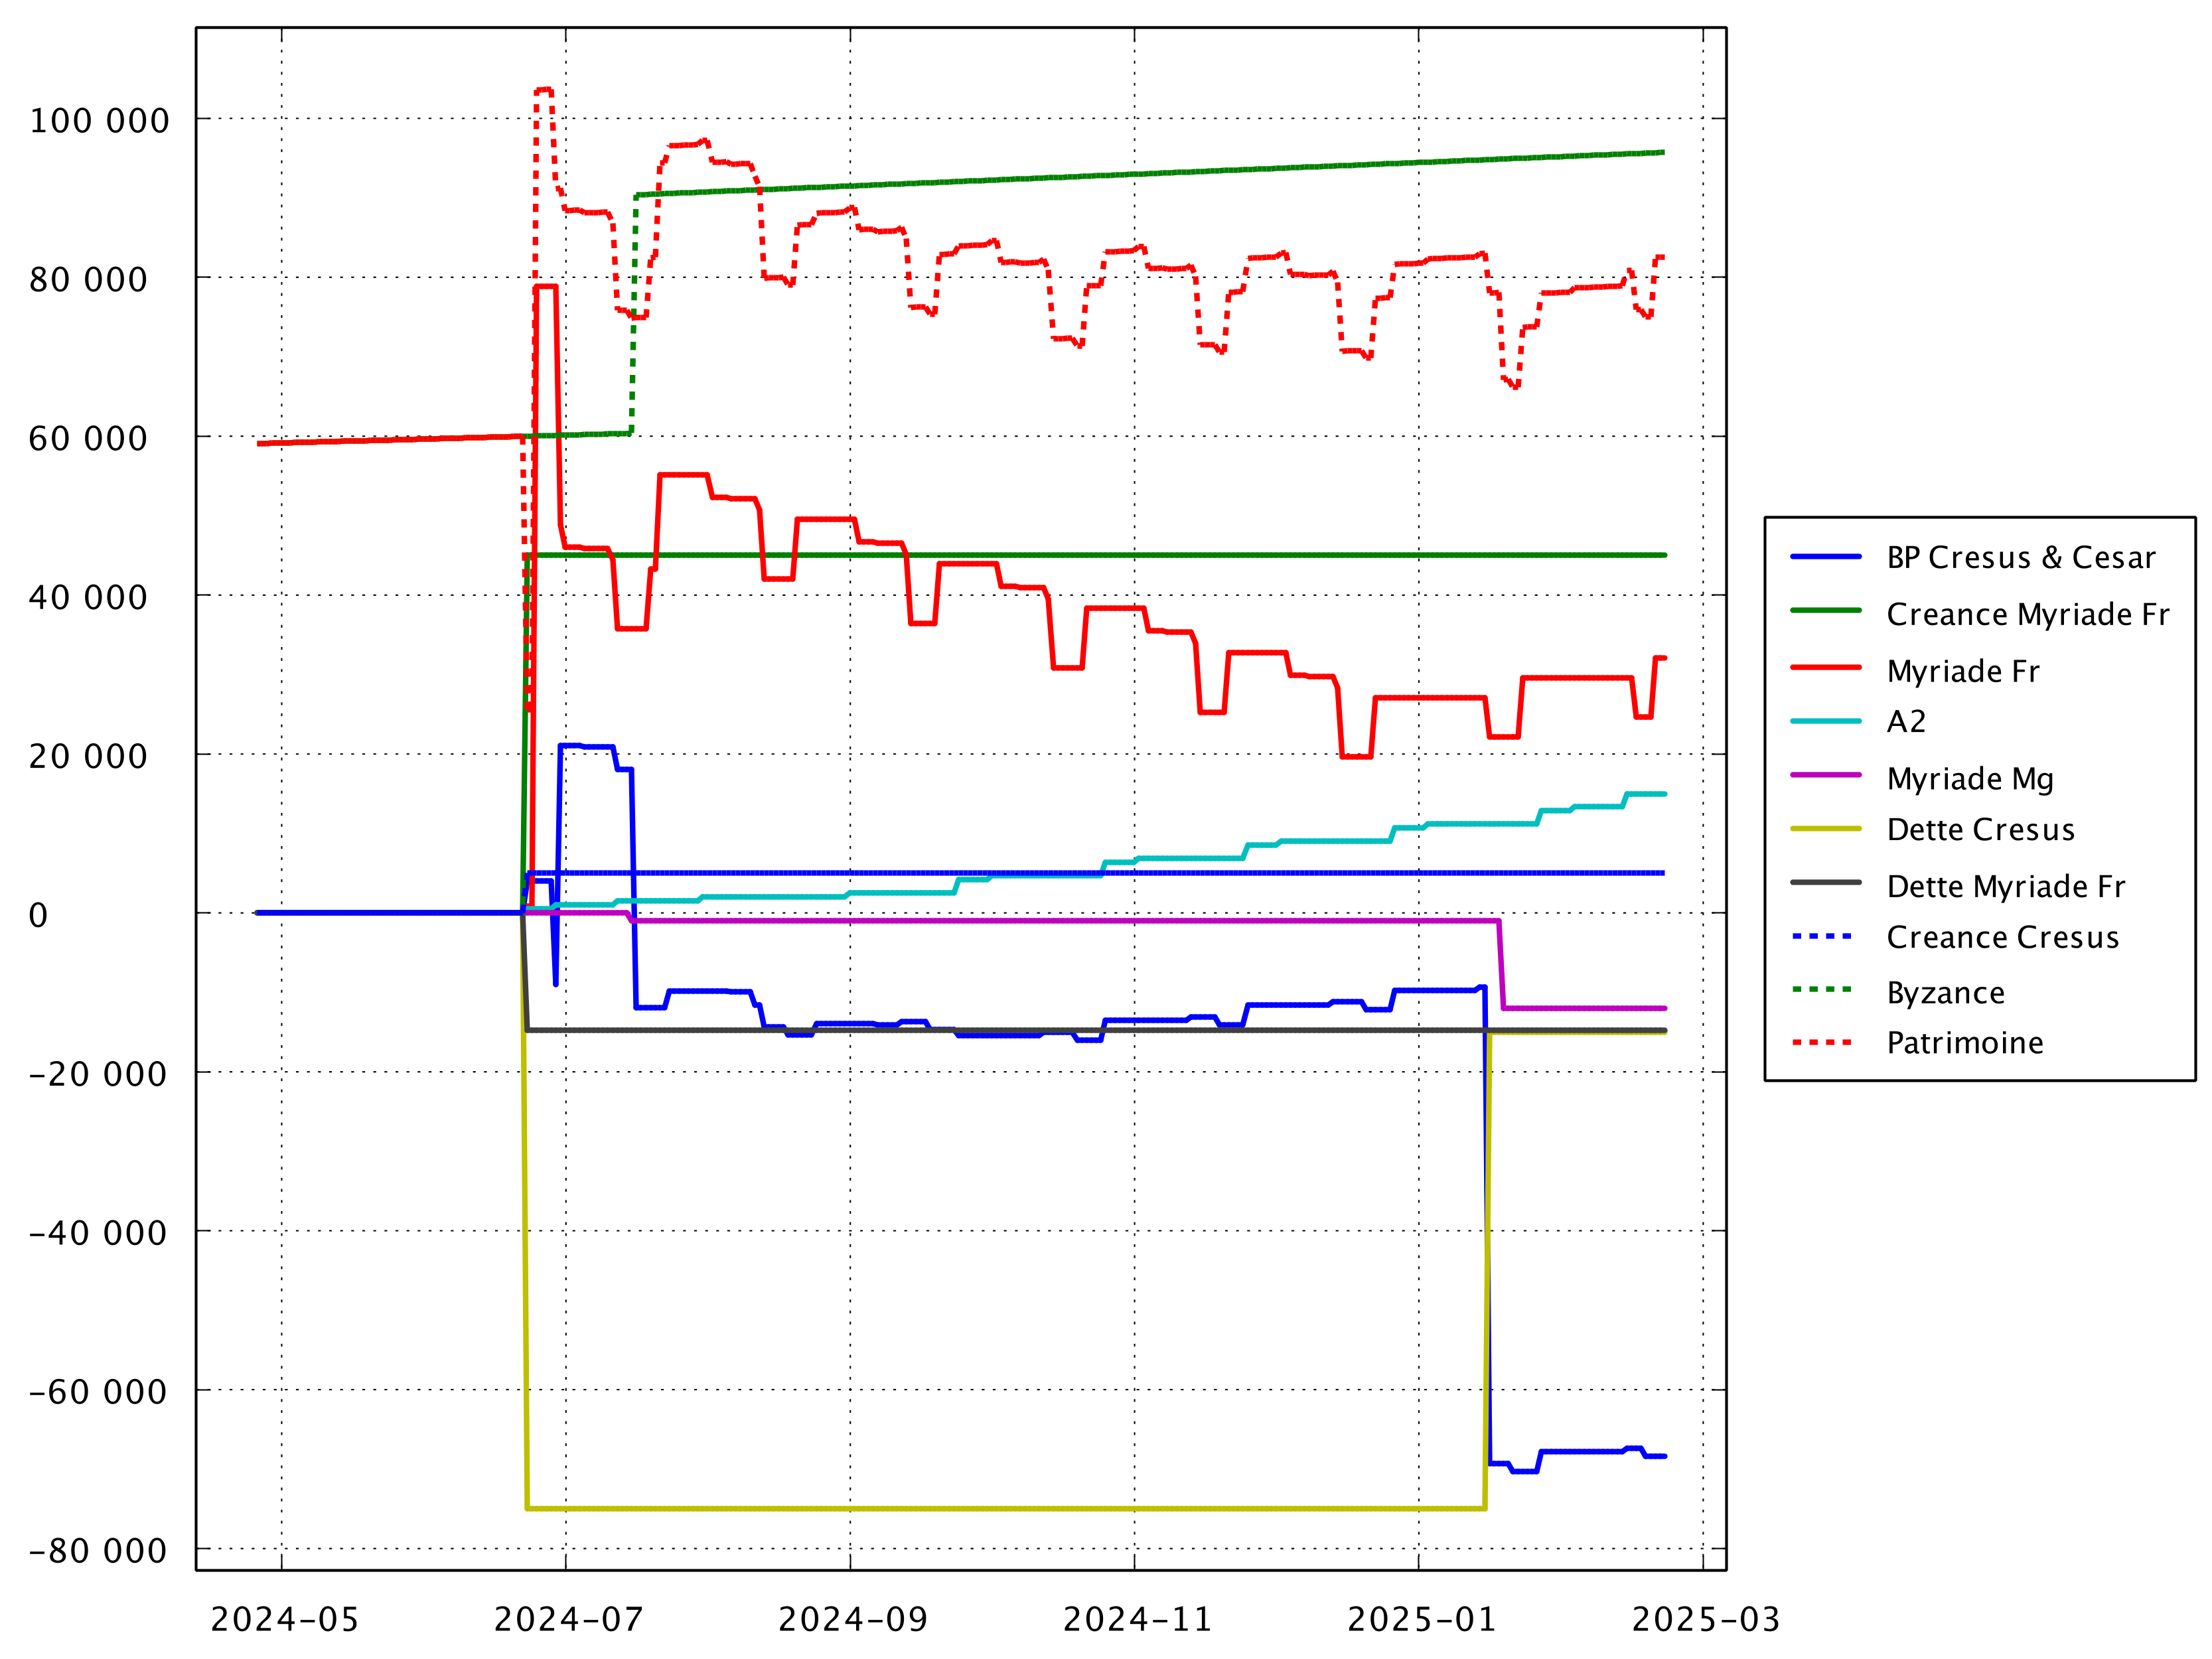 100 000
80 000
60 000
40 000
20 000
0
−20 000
−40 000
−60 000
−80 000
2024−05
2024−07
2024−09
2024−11
2025−01
2025−03
BP Cresus & Cesar
Creance Myriade Fr
Myriade Fr
A2
Myriade Mg
Dette Cresus
Dette Myriade Fr
Creance Cresus
Byzance
Patrimoine